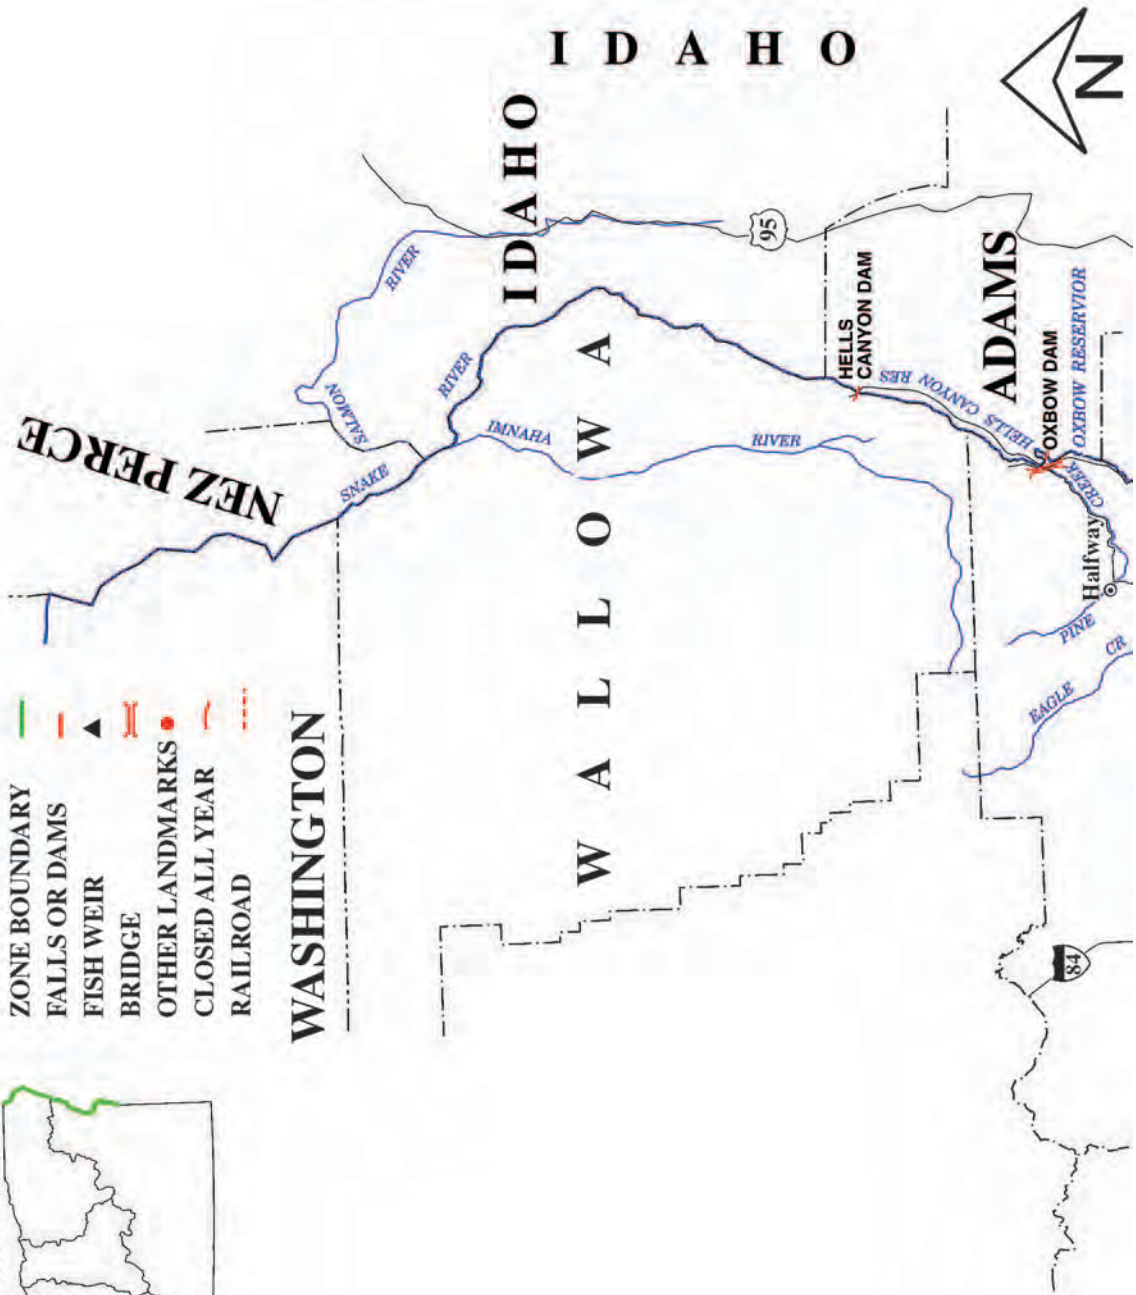 ZONE BOUNDARY
FALLS OR DAMS
FISH WEIR
BRIDGE
OTHER LANDMARKS
CLOSED ALL YEAR
RAILROAD
WASHINGTON
NEZ PERCE
IDAHO
IDAHO
N
WALLOWA
ADAMS
SNAKE
RIVER
SALMON
RIVER
IMNAHA
RIVER
95
HELLS
CANYON DAM
HELLS CANYON RES
OXBOW DAM
OXBOW RESERVIOR
PINE
CREEK
Halfway
EAGLE
CR
84